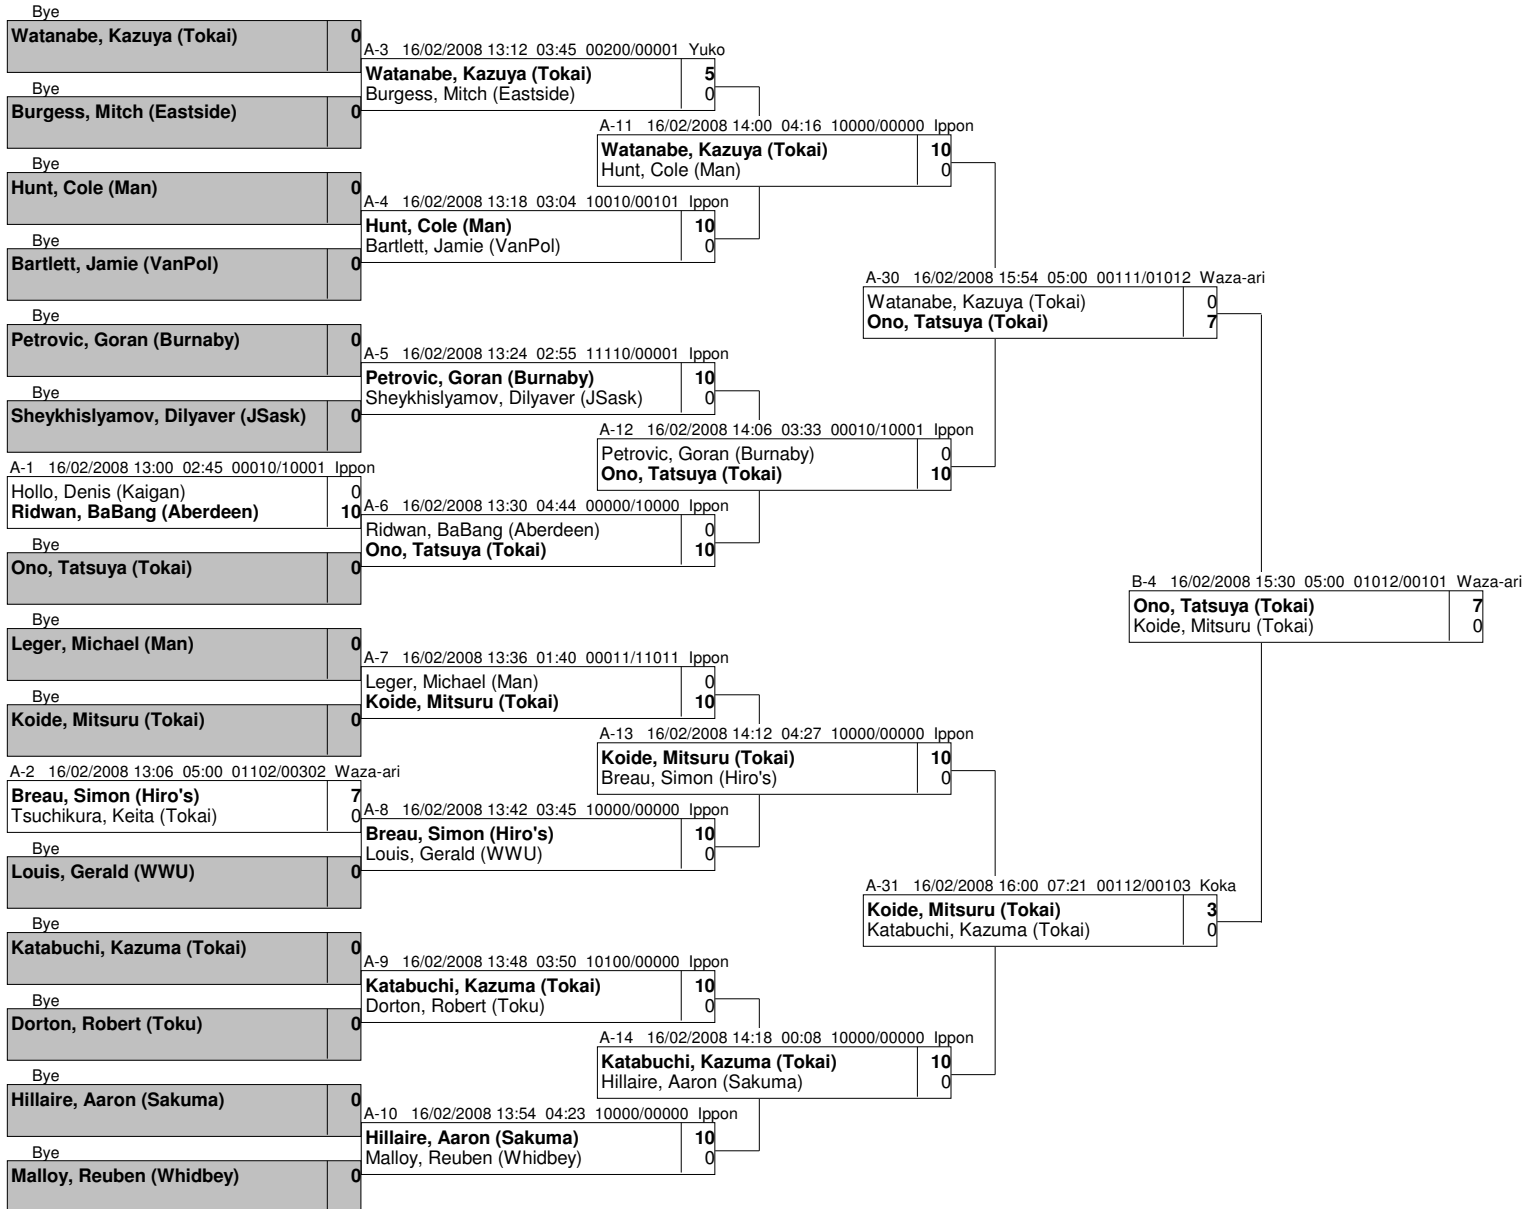 Bye
Watanabe, Kazuya (Tokai) 0
Bye
Burgess, Mitch (Eastside) 0
Bye
Hunt, Cole (Man) 0
Bye
Bartlett, Jamie (VanPol) 0
Bye
Petrovic, Goran (Burnaby) 0
Bye
Sheykhislyamov, Dilyaver (JSask) 0
A-1 16/02/2008 13:00 02:45 00010/10001 Ippon
Hollo, Denis (Kaigan) 0
Ridwan, BaBang (Aberdeen) 10
Bye
Ono, Tatsuya (Tokai) 0
Bye
Leger, Michael (Man) 0
Bye
Koide, Mitsuru (Tokai) 0
A-2 16/02/2008 13:06 05:00 01102/00302 Waza-ari
Breau, Simon (Hiro's) 7
Tsuchikura, Keita (Tokai) 0
Bye
Louis, Gerald (WWU) 0
Bye
Katabuchi, Kazuma (Tokai) 0
Bye
Dorton, Robert (Toku) 0
Bye
Hillaire, Aaron (Sakuma) 0
Bye
Malloy, Reuben (Whidbey) 0
A-3 16/02/2008 13:12 03:45 00200/00001 Yuko
Watanabe, Kazuya (Tokai) 5
Burgess, Mitch (Eastside) 0
A-4 16/02/2008 13:18 03:04 10010/00101 Ippon
Hunt, Cole (Man) 10
Bartlett, Jamie (VanPol) 0
A-5 16/02/2008 13:24 02:55 11110/00001 Ippon
Petrovic, Goran (Burnaby) 10
Sheykhislyamov, Dilyaver (JSask) 0
A-6 16/02/2008 13:30 04:44 00000/10000 Ippon
Ridwan, BaBang (Aberdeen) 0
Ono, Tatsuya (Tokai) 10
A-7 16/02/2008 13:36 01:40 00011/11011 Ippon
Leger, Michael (Man) 0
Koide, Mitsuru (Tokai) 10
A-8 16/02/2008 13:42 03:45 10000/00000 Ippon
Breau, Simon (Hiro's) 10
Louis, Gerald (WWU) 0
A-9 16/02/2008 13:48 03:50 10100/00000 Ippon
Katabuchi, Kazuma (Tokai) 10
Dorton, Robert (Toku) 0
A-10 16/02/2008 13:54 04:23 10000/00000 Ippon
Hillaire, Aaron (Sakuma) 10
Malloy, Reuben (Whidbey) 0
A-11 16/02/2008 14:00 04:16 10000/00000 Ippon
Watanabe, Kazuya (Tokai) 10
Hunt, Cole (Man) 0
A-12 16/02/2008 14:06 03:33 00010/10001 Ippon
Petrovic, Goran (Burnaby) 0
Ono, Tatsuya (Tokai) 10
A-13 16/02/2008 14:12 04:27 10000/00000 Ippon
Koide, Mitsuru (Tokai) 10
Breau, Simon (Hiro's) 0
A-14 16/02/2008 14:18 00:08 10000/00000 Ippon
Katabuchi, Kazuma (Tokai) 10
Hillaire, Aaron (Sakuma) 0
A-30 16/02/2008 15:54 05:00 00111/01012 Waza-ari
Watanabe, Kazuya (Tokai) 0
Ono, Tatsuya (Tokai) 7
A-31 16/02/2008 16:00 07:21 00112/00103 Koka
Koide, Mitsuru (Tokai) 3
Katabuchi, Kazuma (Tokai) 0
B-4 16/02/2008 15:30 05:00 01012/00101 Waza-ari
Ono, Tatsuya (Tokai) 7
Koide, Mitsuru (Tokai) 0